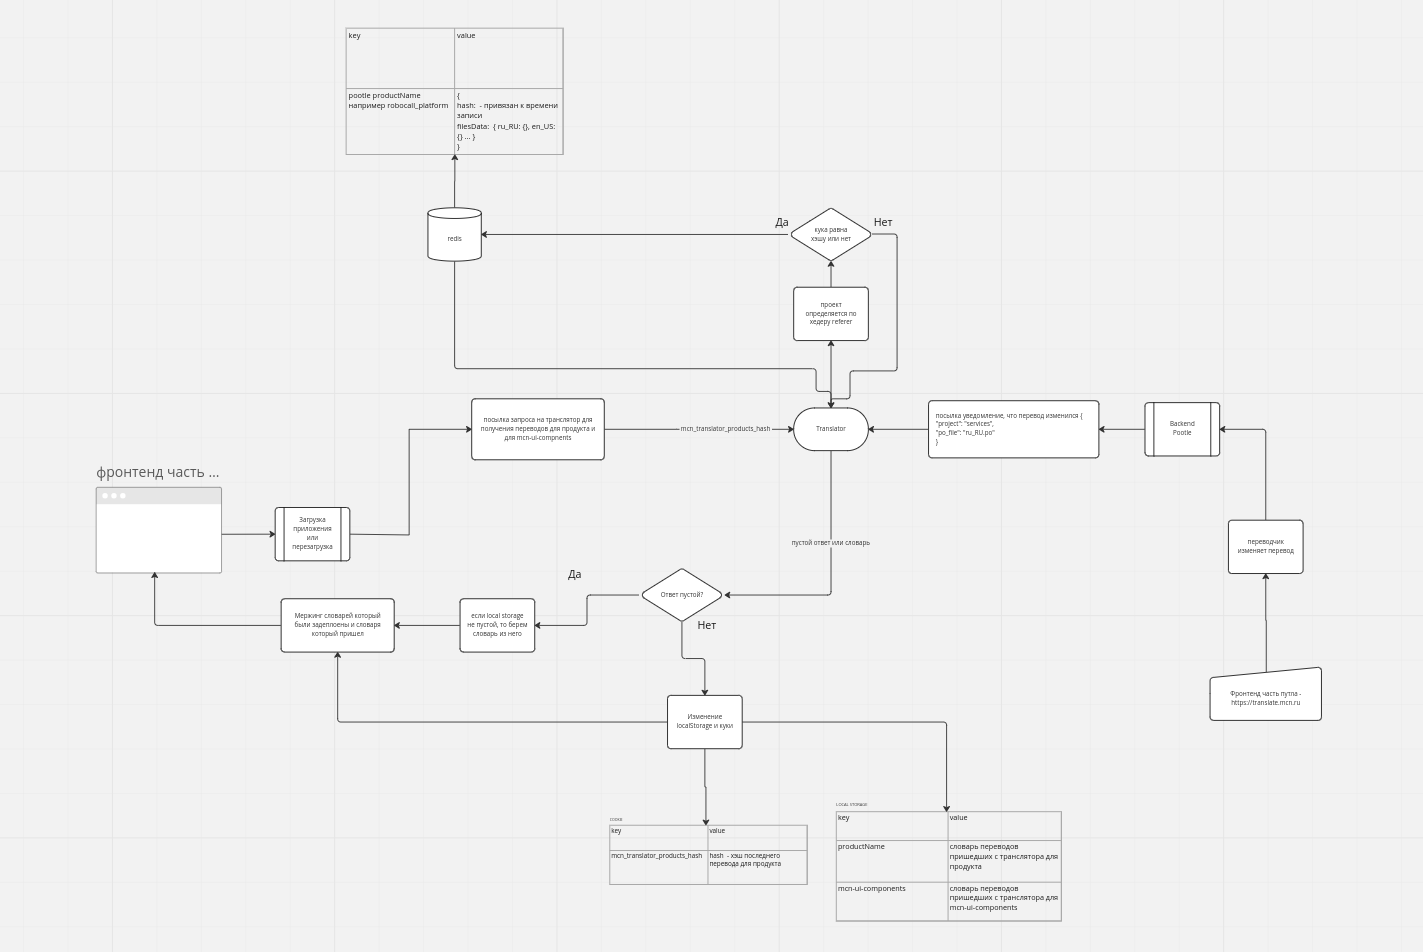 key
value
pootle productName
например robocall_platform
{
hash: - привязан к времени
записи
filesData: { ru_RU: {}, en_US:
{} ... }
}
redis
Да
Нет
кука равна
хэшу или нет
проект
определяется по
хедеру referer
посылка запроса на транслятор для
получения переводов для продукта и
для mcn-ui-compnents
mcn_translator_products_hash
Translator
посылка уведомление, что перевод изменился {
"project": "services",
"po_file": "ru_RU.po"
}
Backend
Pootle
фронтенд часть ...
Загрузка
приложения
или
перезагрузка
переводчик
изменяет перевод
пустой ответ или словарь
Да
Ответ пустой?
Нет
Мержинг словарей который
были задеплоены и словаря
который пришел
если local storage
не пустой, то берем
словарь из него
Фронтенд часть путла -
https://translate.mcn.ru
Изменение
localStorage и куки
COOKIE
key
value
mcn_translator_products_hash
hash - хэш последнего
перевода для продукта
LOCAL STORAGE
key
value
productName
словарь переводов
пришедших с транслятора для
продукта
mcn-ui-components
словарь переводов
пришедших с транслятора для
mcn-ui-components